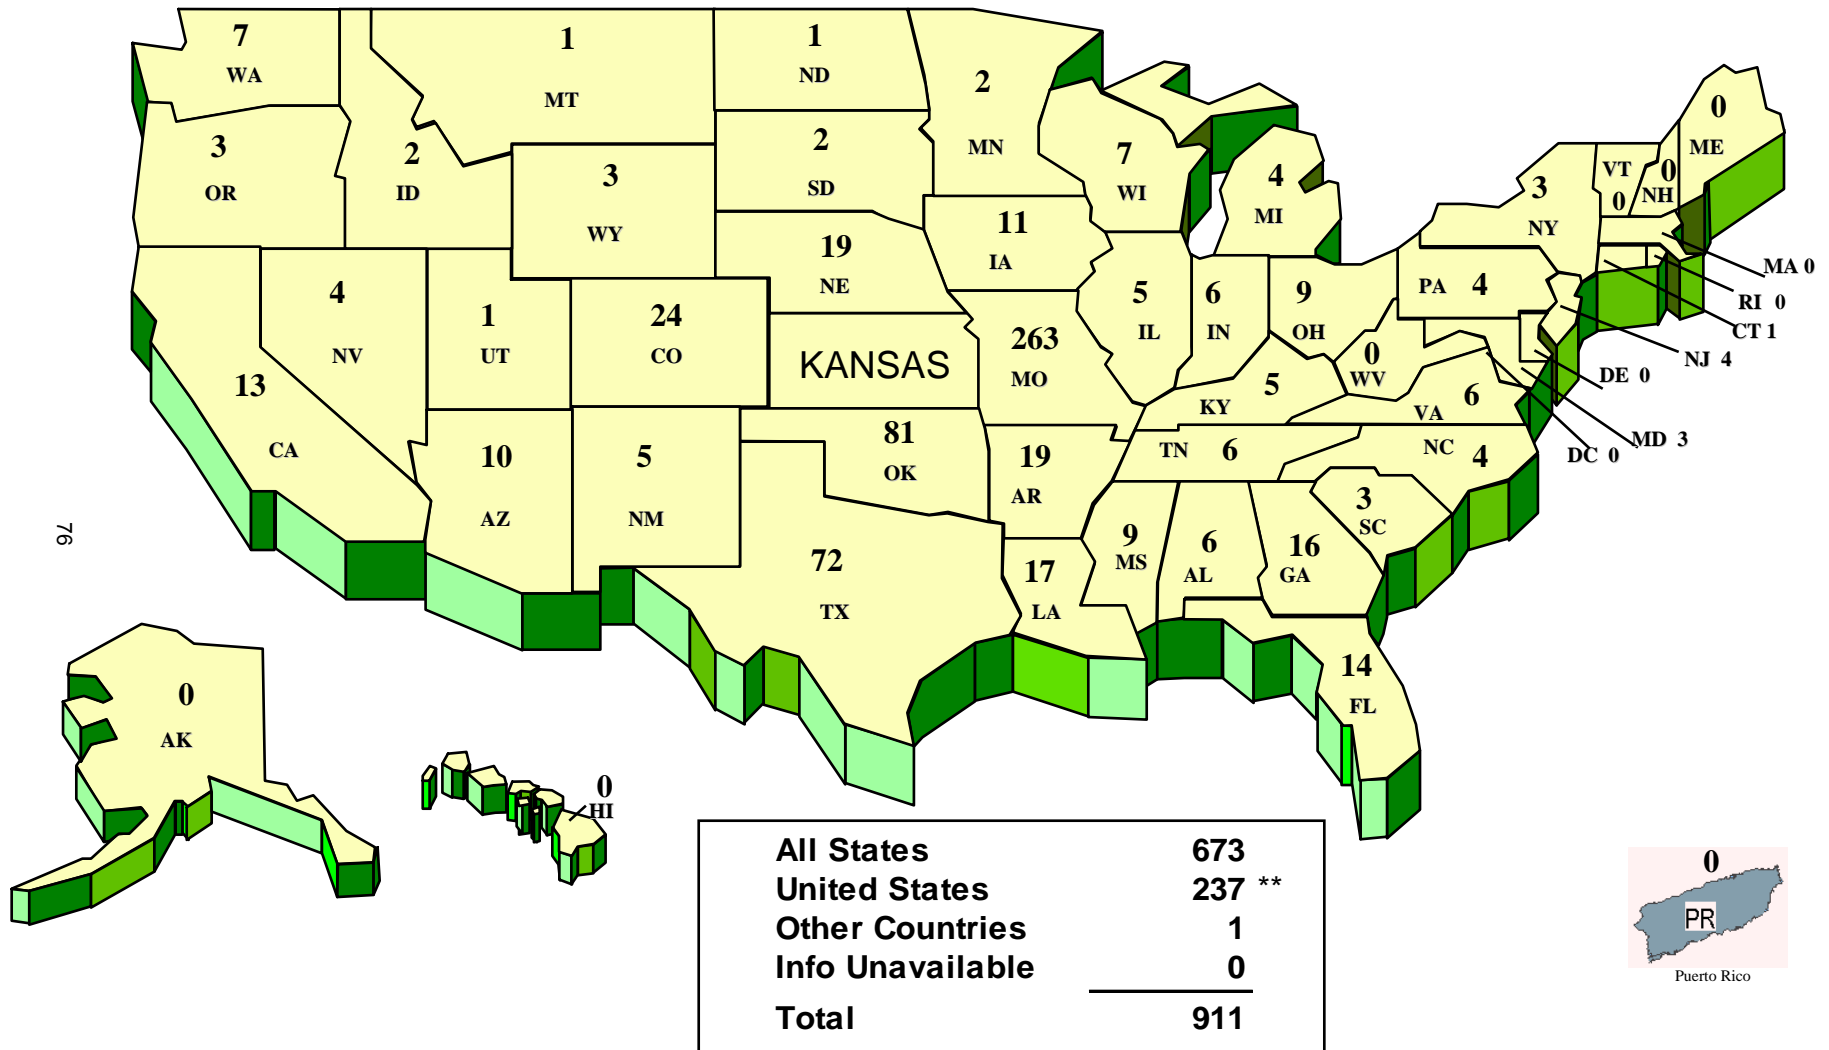 7
WA
1
MT
1
ND
2
MN
3
OR
2
ID
3
WY
2
SD
7
WI
4
MI
3
NY
VT
0
0
NH
0
ME
MA 0
RI 0
CT 1
NJ 4
DE 0
MD 3
DC 0
4
NV
1
UT
24
CO
19
NE
11
IA
5
IL
6
IN
9
OH
PA 4
0
WV
6
VA
13
CA
KANSAS
263
MO
5
KY
TN 6
NC
4
10
AZ
5
NM
81
OK
19
AR
3
SC
9
MS
6
AL
16
GA
72
TX
17
LA
14
FL
76
0
AK
0
HI
All States 673
United States 237 **
Other Countries 1
Info Unavailable 0
Total 911
0
PR
Puerto Rico